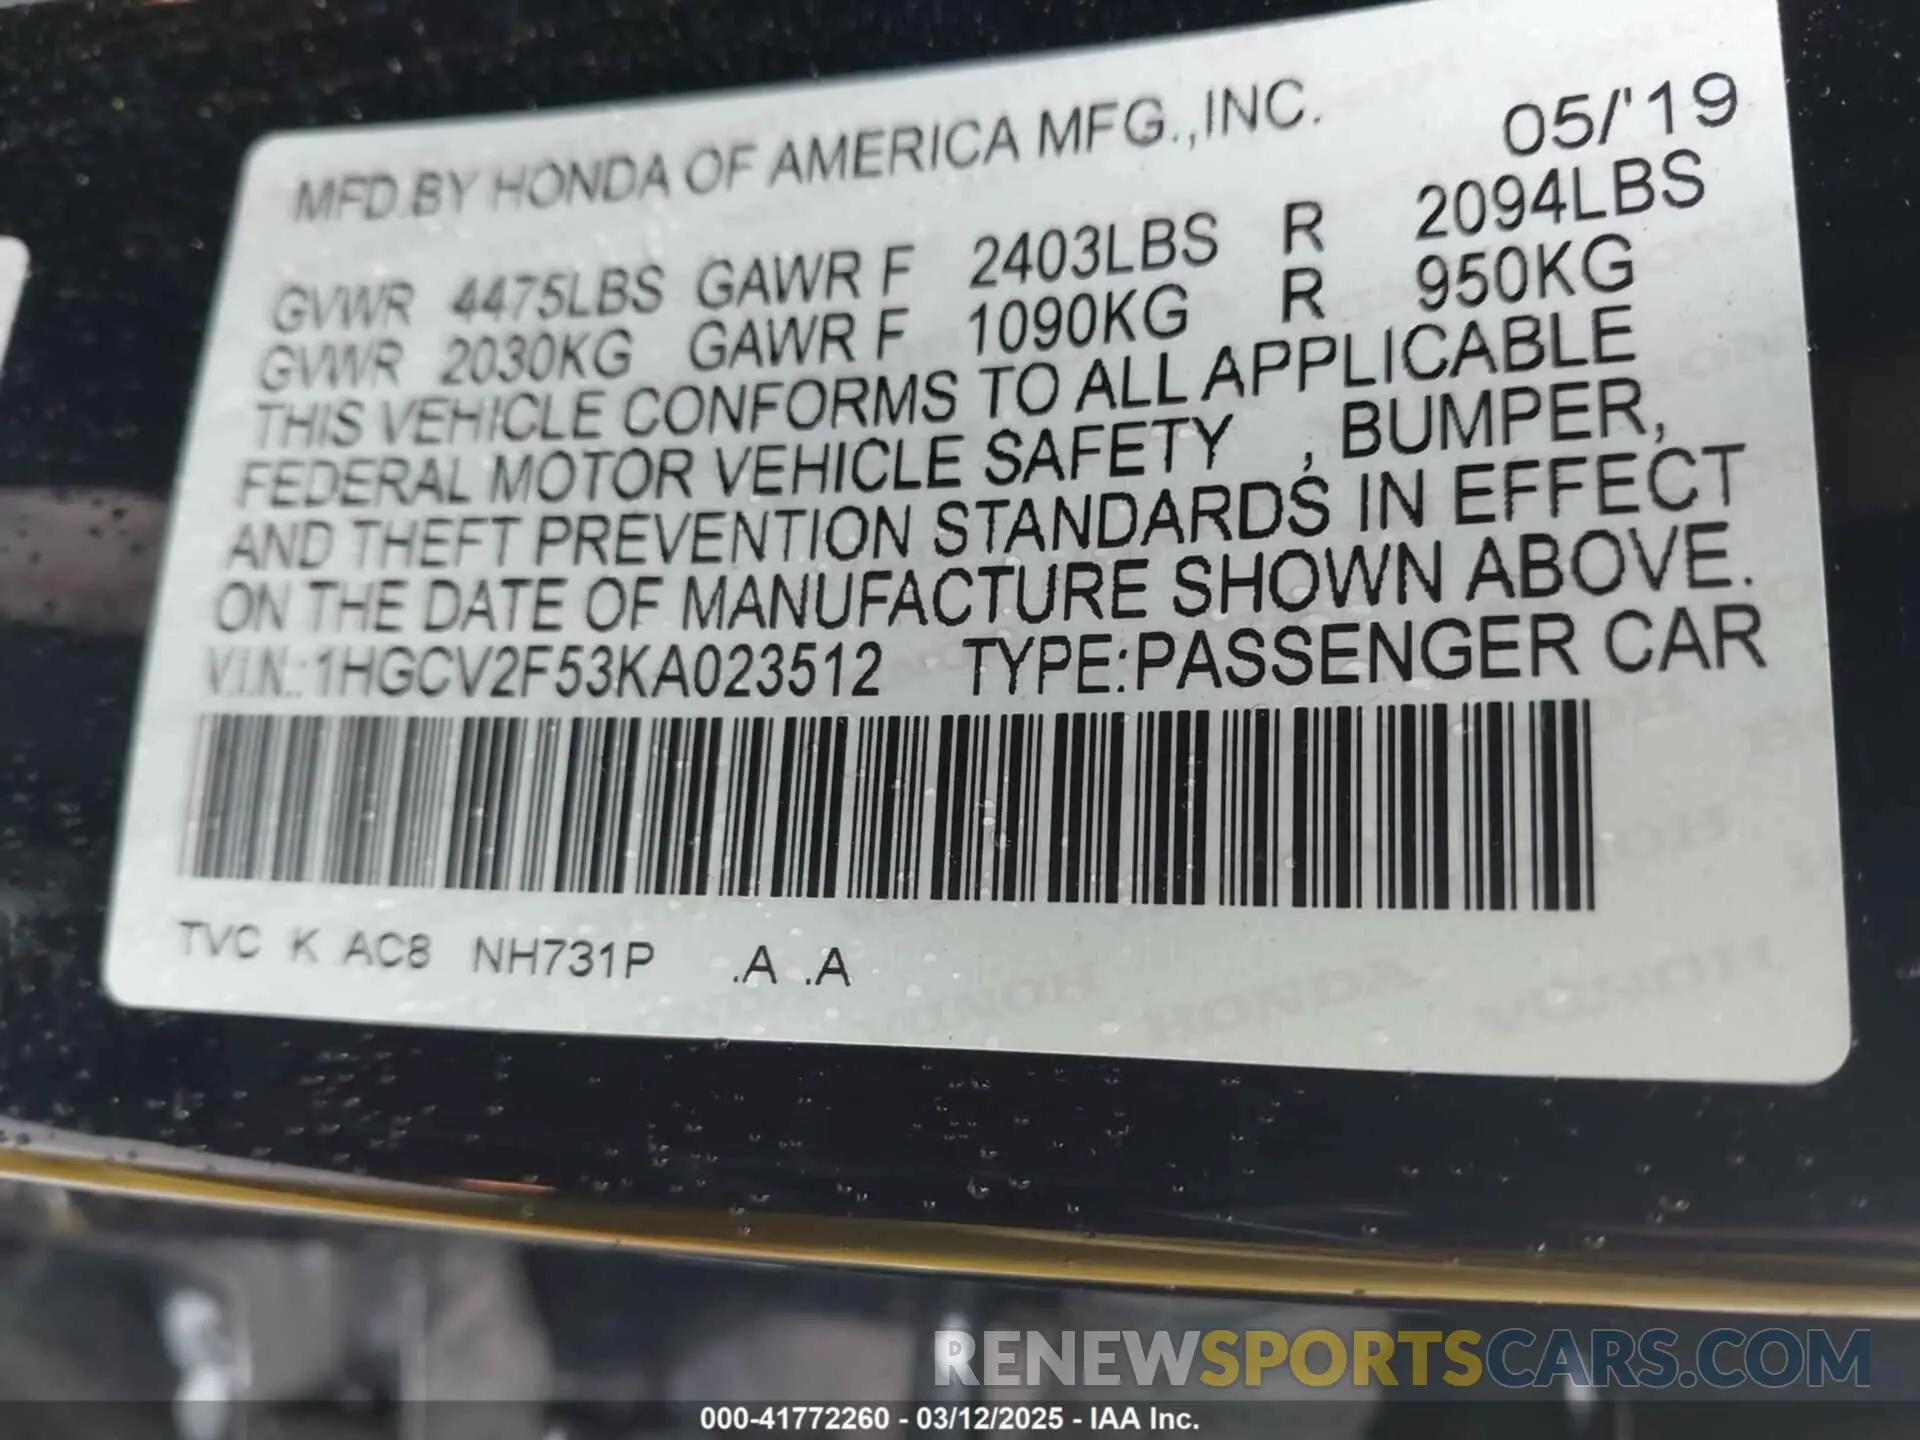 MFD.BY HONDA OF AMERICA MFG.,INC. 05/'19
GVWR 4475LBS GAWR F 2403LBS R 2094LBS
GVWR 2030KG GAWR F 1090KG R 950KG
THIS VEHICLE CONFORMS TO ALL APPLICABLE
FEDERAL MOTOR VEHICLE SAFETY , BUMPER,
AND THEFT PREVENTION STANDARDS IN EFFECT
ON THE DATE OF MANUFACTURE SHOWN ABOVE.
V.I.N.:1HGCV2F53KA023512 TYPE:PASSENGER CAR
TVC K AC8 NH731P .A .A
HONDA HONDA HONDA
RENEWSPORTSCARS.COM
000-41772260 - 03/12/2025 - IAA Inc.